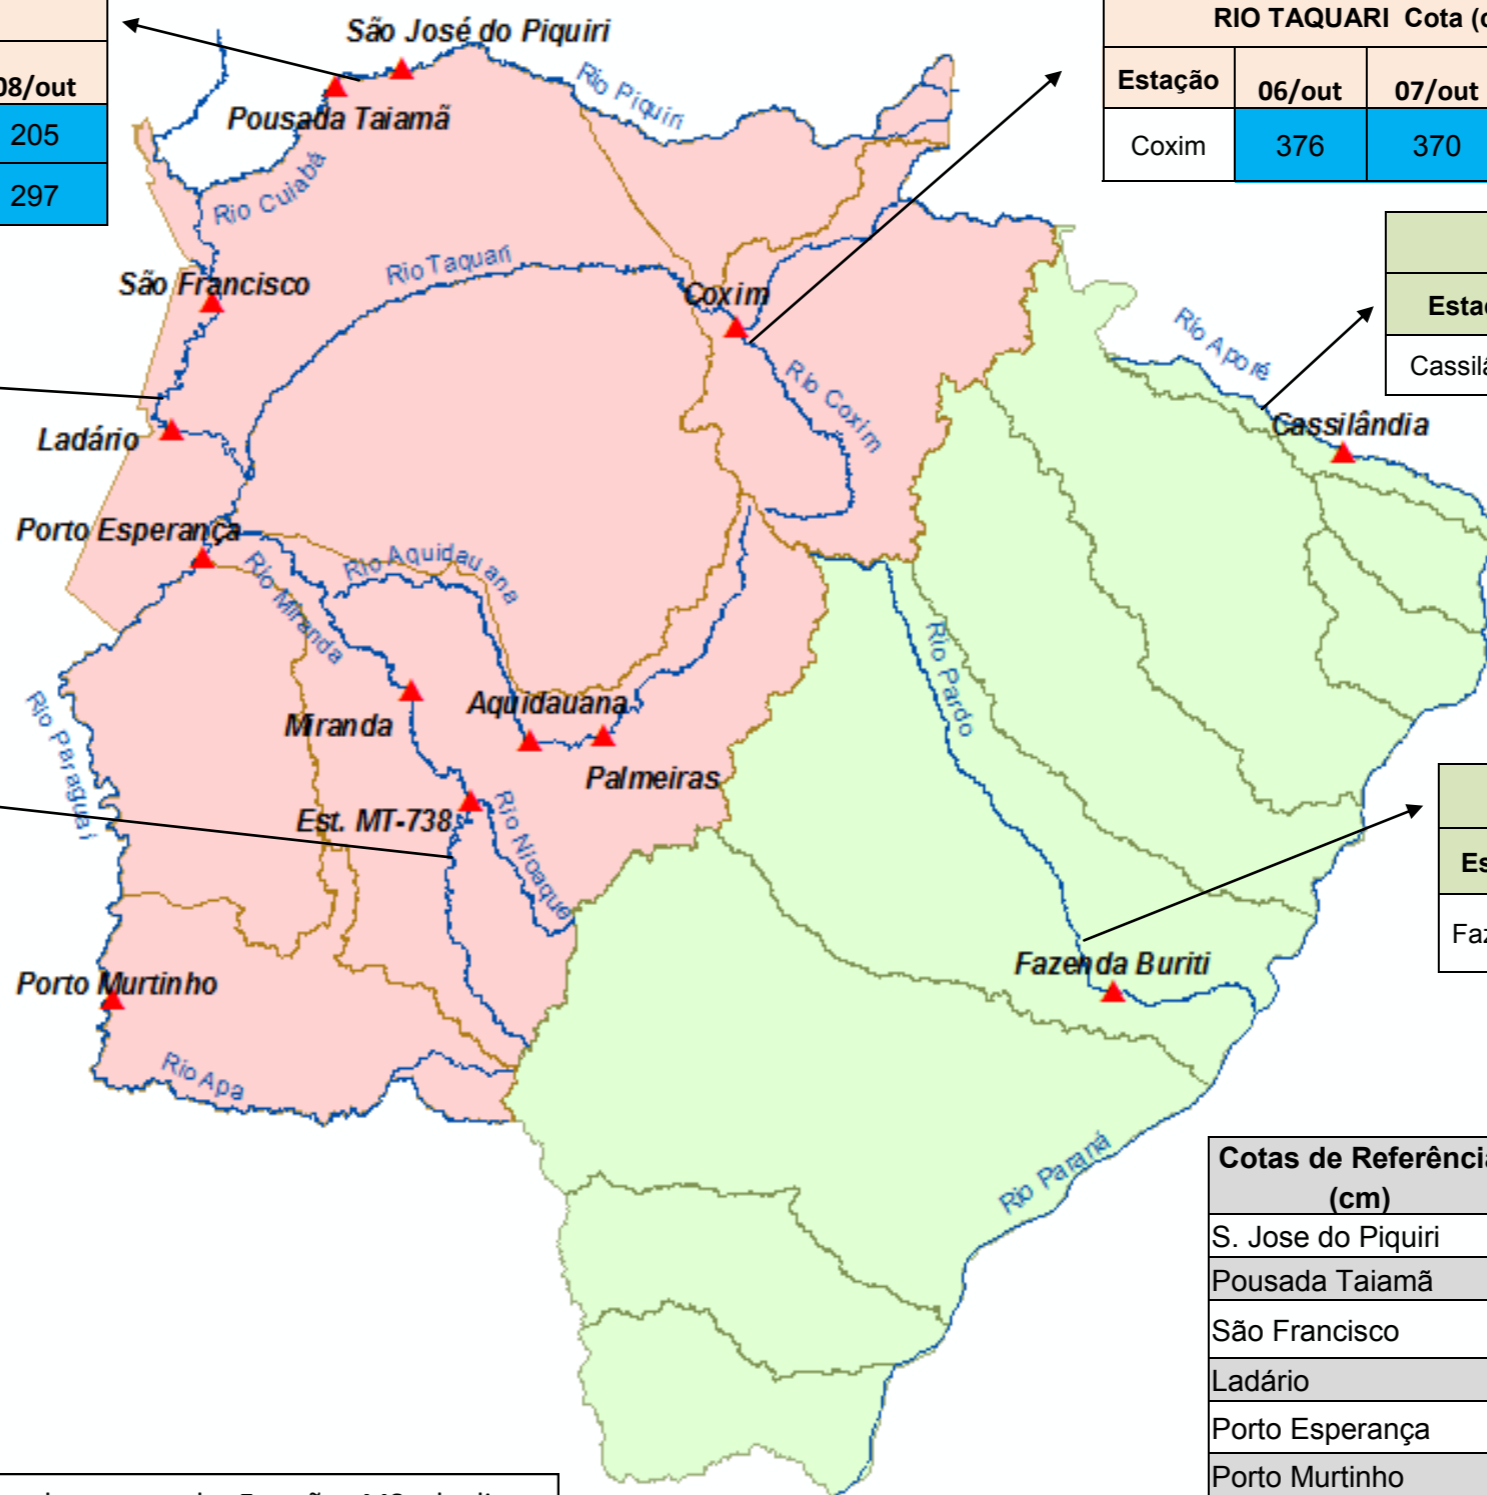 RIO TAQUARI Cota
Estação 06/out 07/out
Coxim 376 370
08/out
205
297
São José do Piquiri
Pousada Taiamã
Rio Piquiri
Rio Cuiabá
São Francisco
Rio Taquari
Coxim
Rio Coxim
Rio Aporé
Cassilândia
Ladário
Porto Esperança
Rio Miranda
Rio Aquidauana
Rio Pardo
Rio Paraguai
Miranda
Aquidauana
Palmeiras
Est. MT-738
Rio Nioaque
Fazenda Buriti
Porto Murtinho
Rio Apa
Rio Paraná
Cotas de Referência
(cm)
S. Jose do Piquiri
Pousada Taiamã
São Francisco
Ladário
Porto Esperança
Porto Murtinho